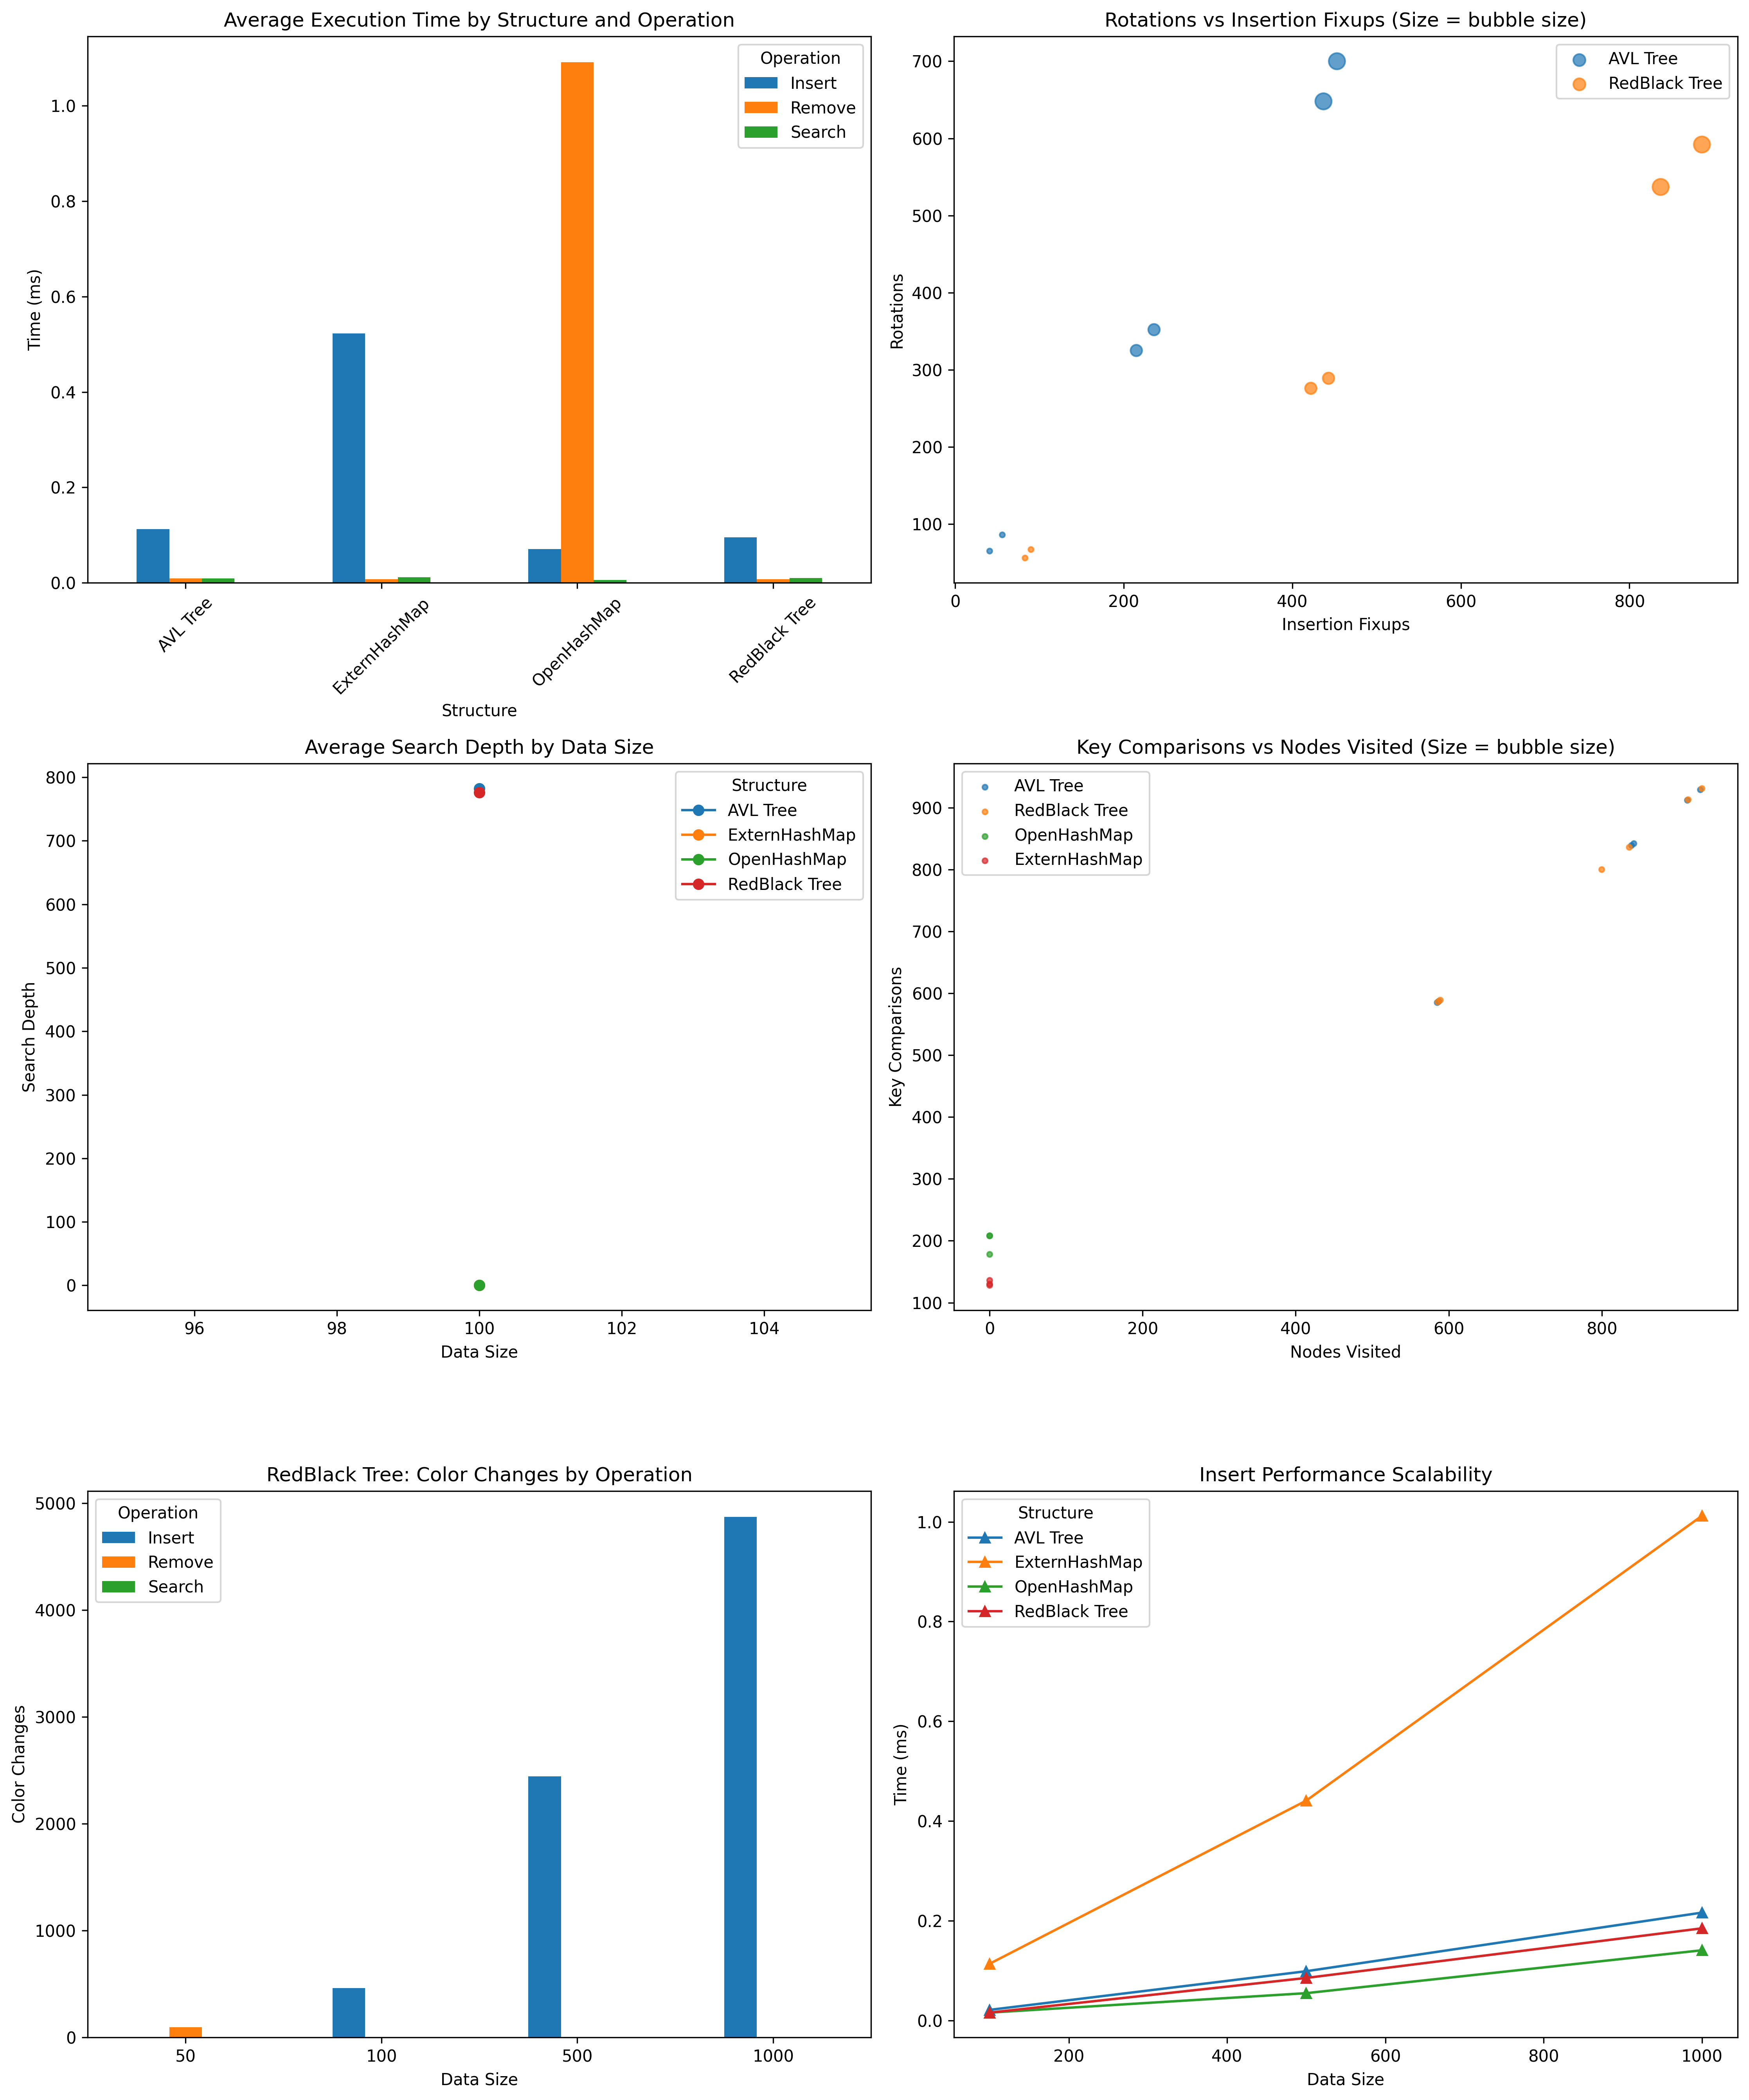 Average Execution Time by Structure and Operation
Time (ms)
1.0
0.8
0.6
0.4
0.2
0.0
Operation
Insert
Remove
Search
AVL Tree
ExternHashMap
OpenHashMap
RedBlack Tree
Structure
Rotations vs Insertion Fixups (Size = bubble size)
Rotations
700
600
500
400
300
200
100
AVL Tree
RedBlack Tree
0
200
400
600
800
Insertion Fixups
Average Search Depth by Data Size
Search Depth
800
700
600
500
400
300
200
100
0
Structure
AVL Tree
ExternHashMap
OpenHashMap
RedBlack Tree
96
98
100
102
104
Data Size
Key Comparisons vs Nodes Visited (Size = bubble size)
Key Comparisons
900
800
700
600
500
400
300
200
100
AVL Tree
RedBlack Tree
OpenHashMap
ExternHashMap
0
200
400
600
800
Nodes Visited
RedBlack Tree: Color Changes by Operation
Color Changes
5000
4000
3000
2000
1000
0
Operation
Insert
Remove
Search
50
100
500
1000
Data Size
Insert Performance Scalability
Time (ms)
1.0
0.8
0.6
0.4
0.2
0.0
Structure
AVL Tree
ExternHashMap
OpenHashMap
RedBlack Tree
200
400
600
800
1000
Data Size